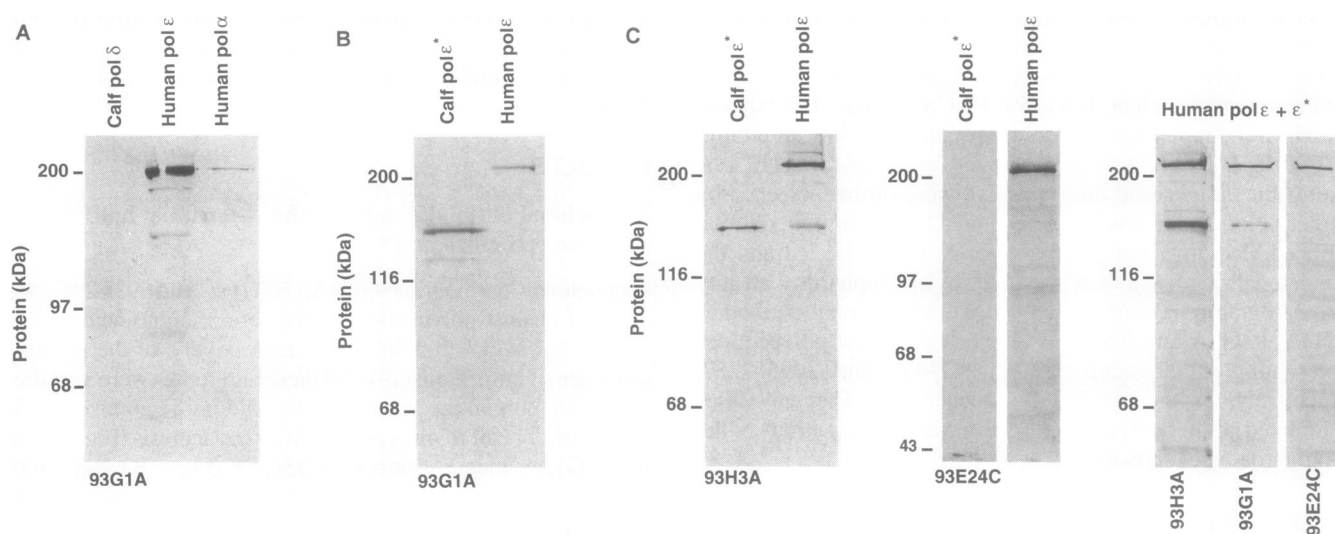 A
Calf pol δ
Human pol ε
Human pol α
Protein (kDa)
200
97
68
93G1A
B
Calf pol ε*
Human pol ε
Protein (kDa)
200
116
68
93G1A
C
Calf pol ε*
Human pol ε
Protein (kDa)
200
116
68
93H3A
Calf pol ε*
Human pol ε
200
97
68
43
93E24C
Human pol ε + ε*
200
116
68
93H3A
93G1A
93E24C